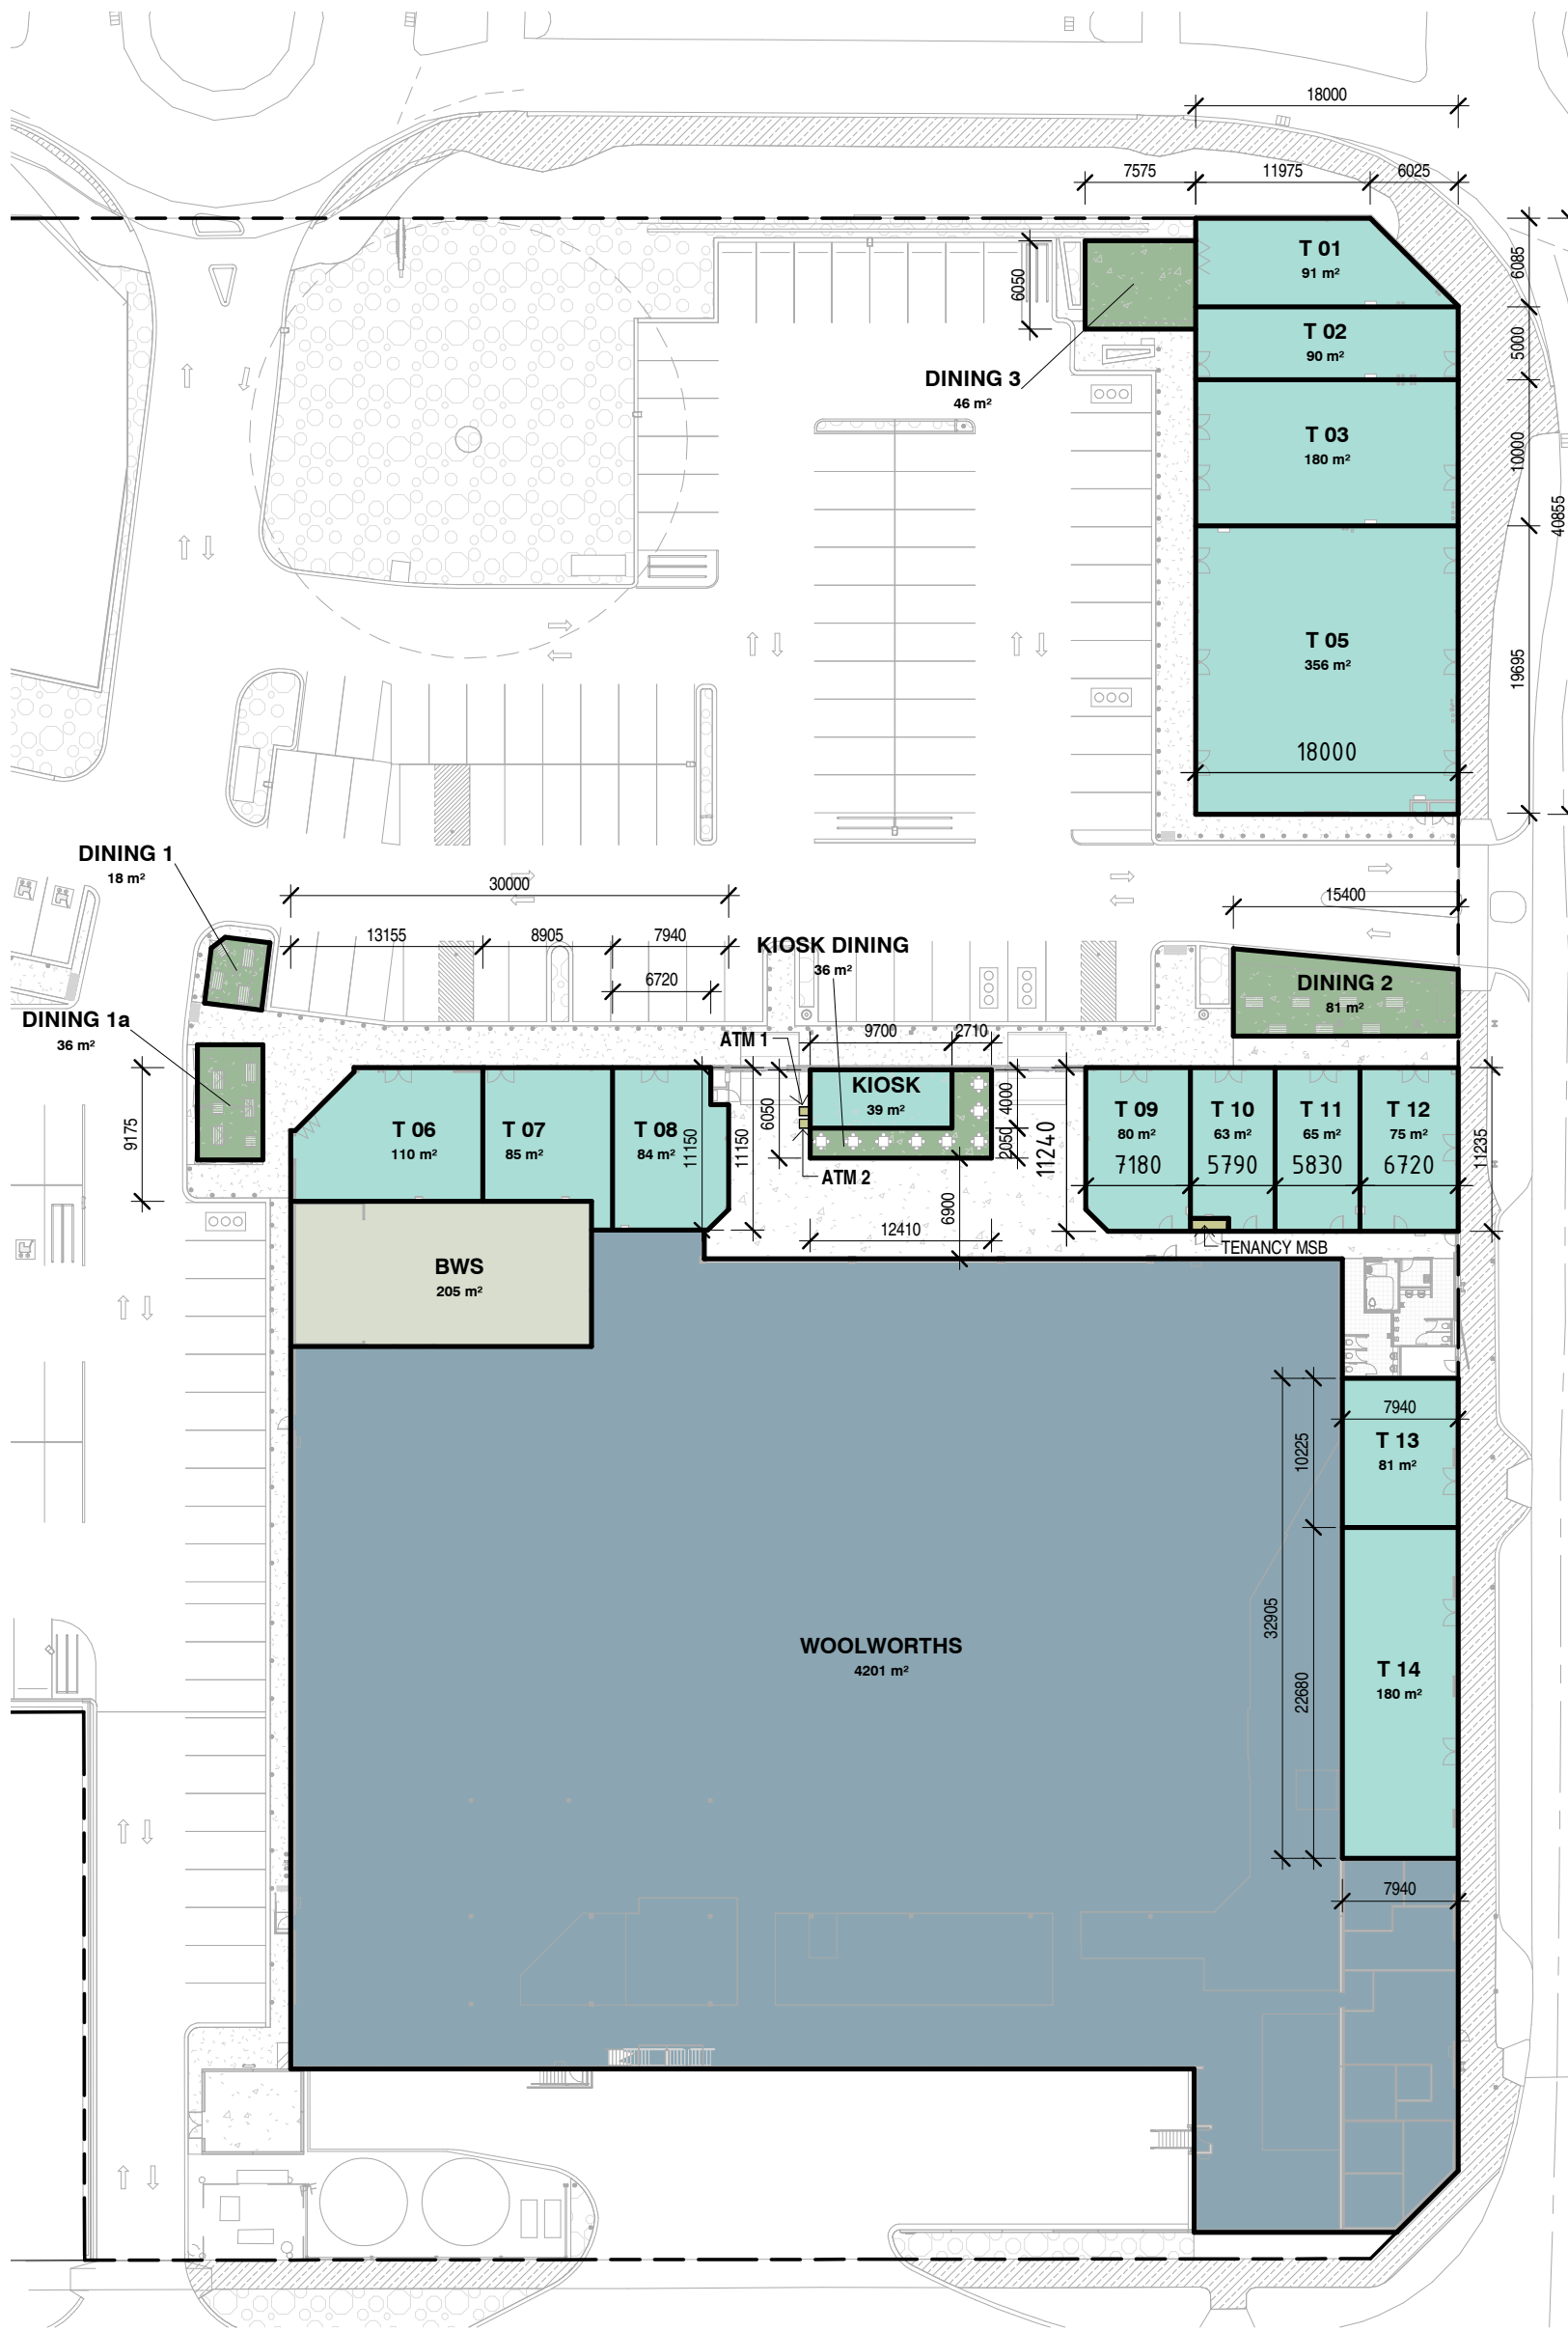 18000
7575
11975
6025
T 01
91 m²
6085
6050
T 02
90 m²
5000
DINING 3
46 m²
T 03
180 m²
10000
40855
T 05
356 m²
19695
18000
DINING 1
18 m²
30000
15400
13155
8905
7940
KIOSK DINING
36 m²
6720
DINING 2
81 m²
DINING 1a
36 m²
ATM 1
9700
2710
KIOSK
39 m²
4000
6050
2050
9175
T 06
110 m²
T 07
85 m²
T 08
84 m²
11150
11150
11240
T 09
80 m²
7180
T 10
63 m²
5790
T 11
65 m²
5830
T 12
75 m²
6720
11235
ATM 2
6900
12410
TENANCY MSB
BWS
205 m²
7940
T 13
81 m²
10225
32905
WOOLWORTHS
4201 m²
22680
T 14
180 m²
7940